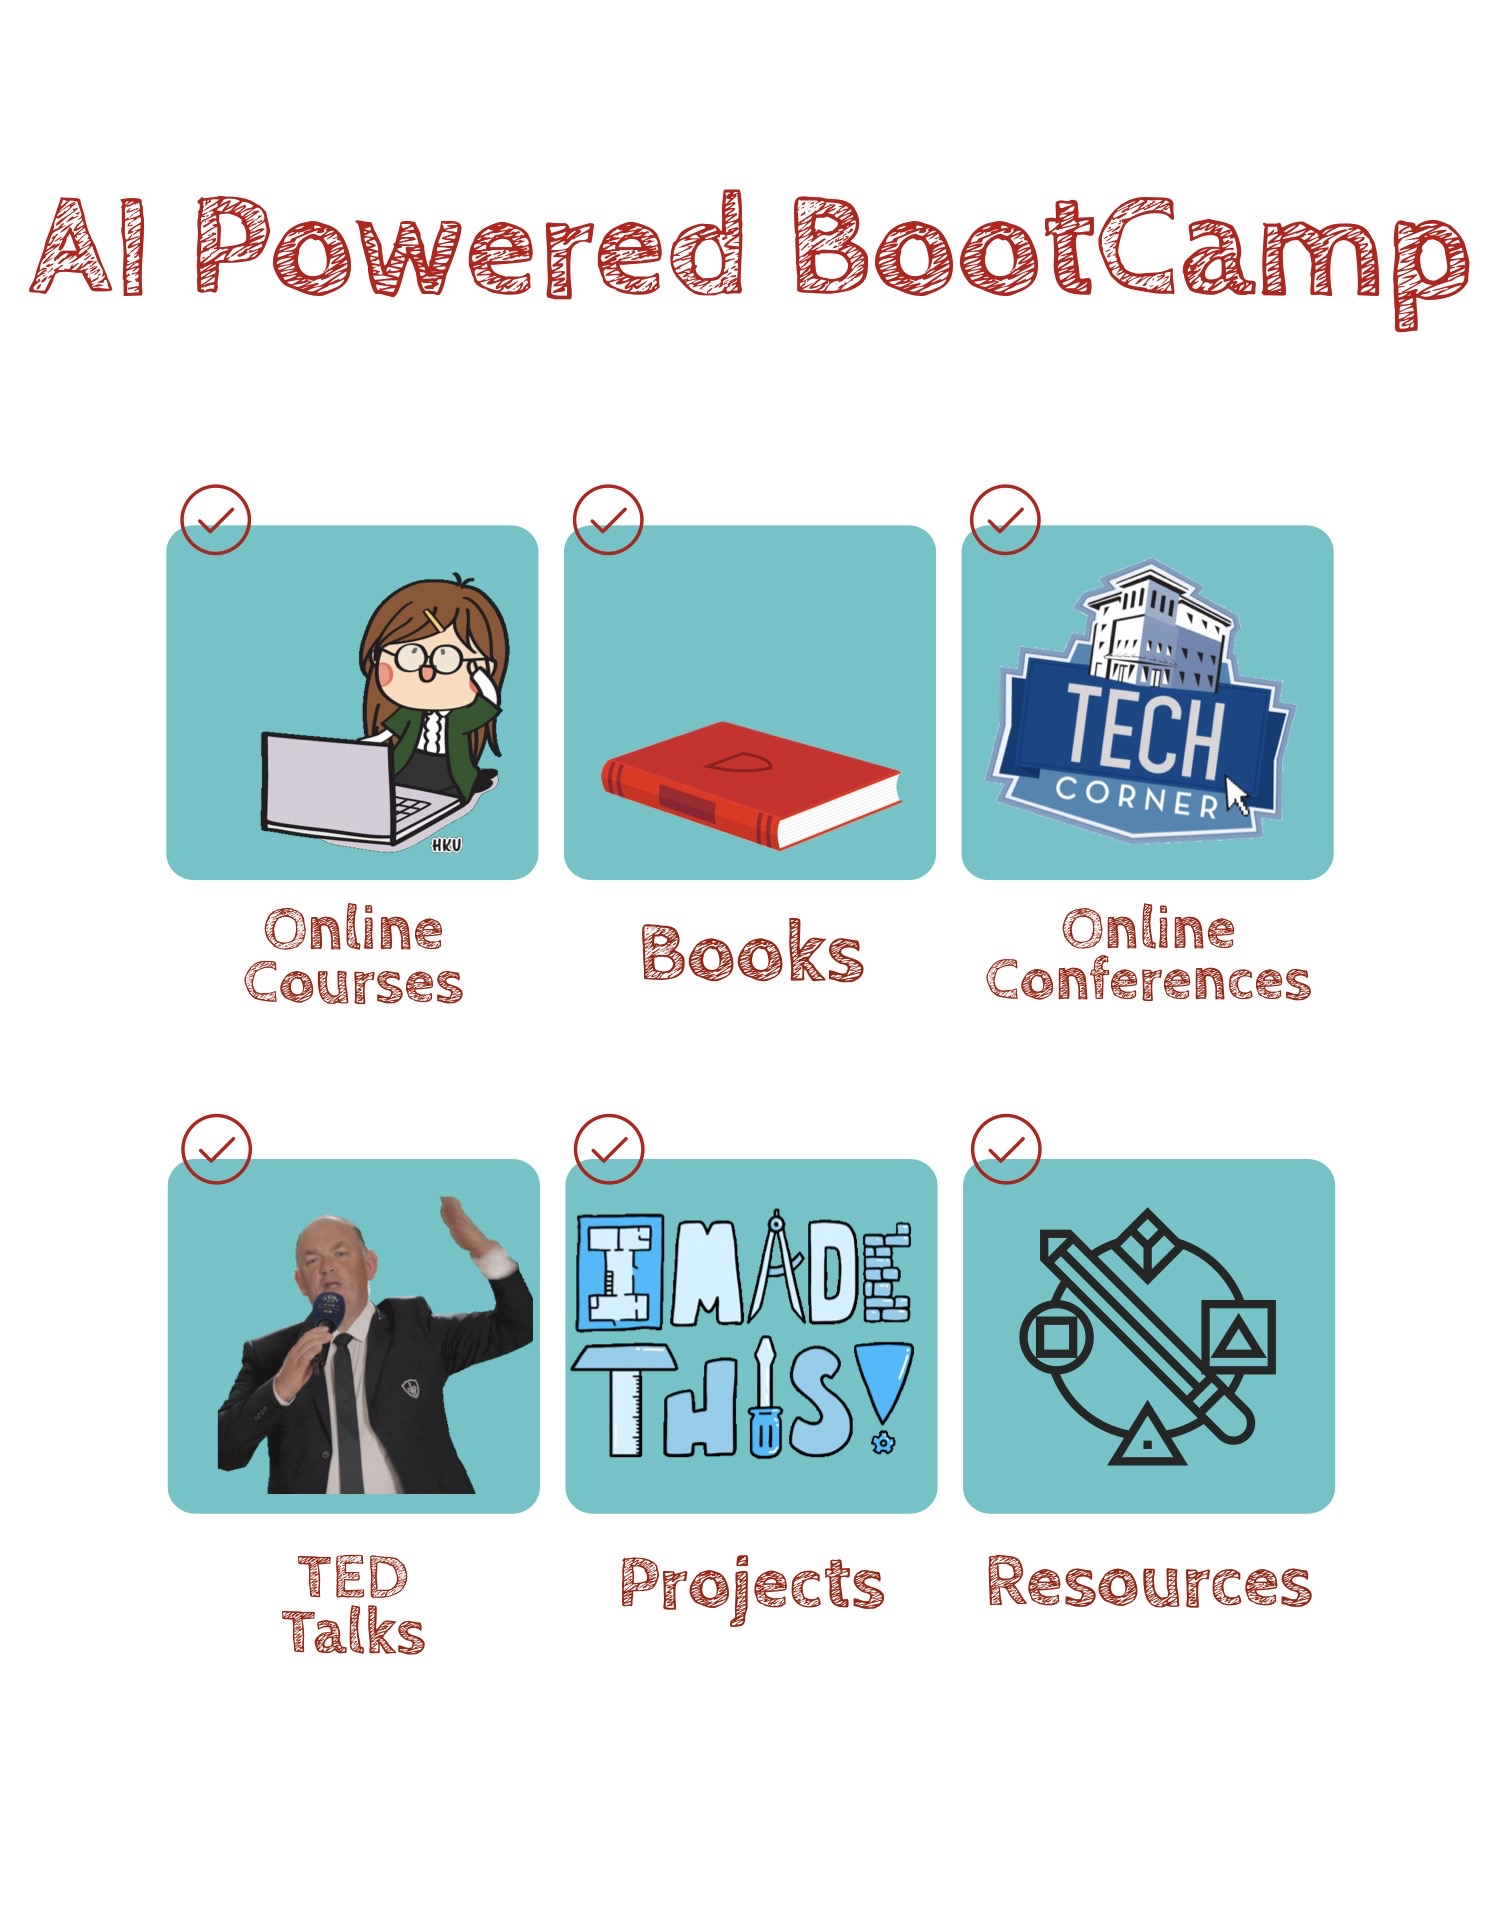 AI Powered BootCamp
HKU
TECH
CORNER
Online
Courses
Books
Online
Conferences
I MADE
THIS!
TED
Talks
Projects
Resources